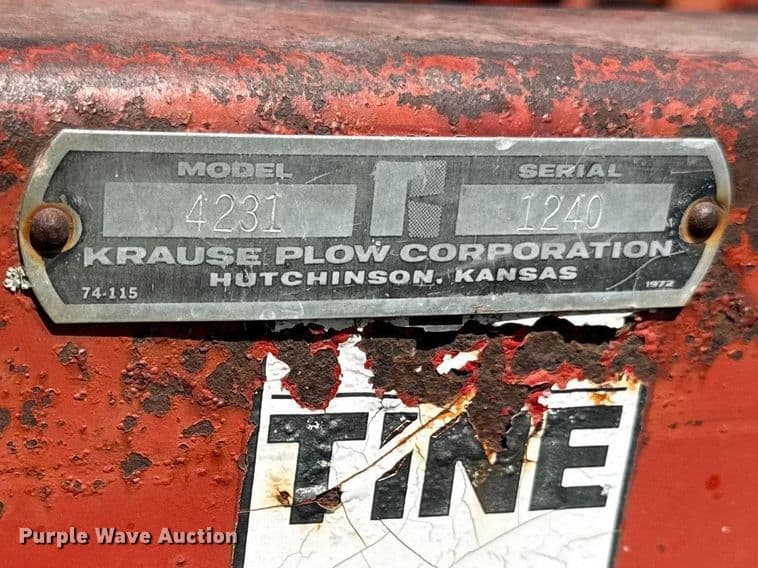 MODEL SERIAL
4231 1240
KRAUSE PLOW CORPORATION
HUTCHINSON, KANSAS
74-115 1972
TINE
Purple Wave Auction